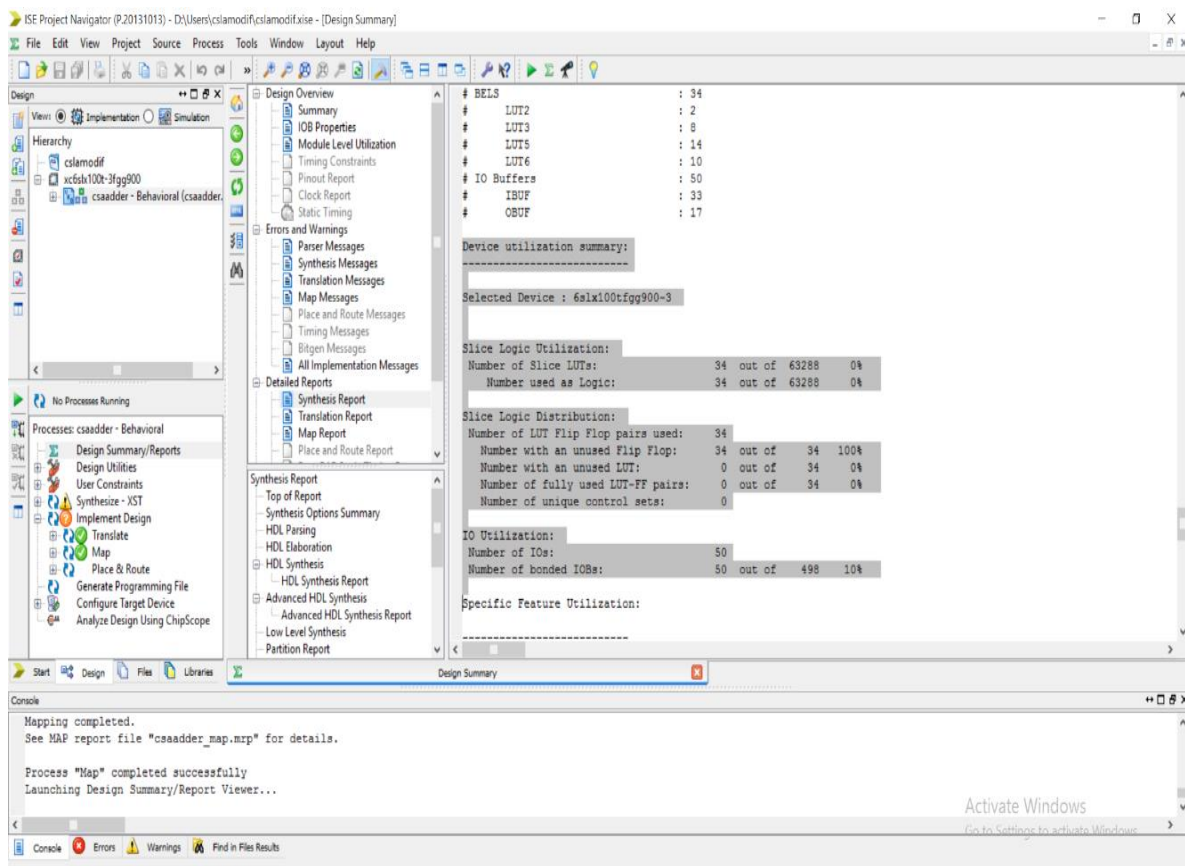 ISE Project Navigator (P.20131013) - D:\Users\cslamodif\cslamodif.xise - [Design Summary]
File Edit View Project Source Process Tools Window Layout Help
Design
View: Implementation Simulation
Hierarchy
cslamodif
xc6slx100t-3fgg900
csaadder - Behavioral (csaadder.
No Processes Running
Processes: csaadder - Behavioral
Design Summary/Reports
Design Utilities
User Constraints
Synthesize - XST
Implement Design
Translate
Map
Place & Route
Generate Programming File
Configure Target Device
Analyze Design Using ChipScope
Start Design Files Libraries
Design Overview
Summary
IOB Properties
Module Level Utilization
Timing Constraints
Pinout Report
Clock Report
Static Timing
Errors and Warnings
Parser Messages
Synthesis Messages
Translation Messages
Map Messages
Place and Route Messages
Timing Messages
Bitgen Messages
All Implementation Messages
Detailed Reports
Synthesis Report
Translation Report
Map Report
Place and Route Report
Synthesis Report
Top of Report
Synthesis Options Summary
HDL Parsing
HDL Elaboration
HDL Synthesis
HDL Synthesis Report
Advanced HDL Synthesis
Advanced HDL Synthesis Report
Low Level Synthesis
Partition Report
# BELS : 34
# LUT2 : 2
# LUT3 : 8
# LUT5 : 14
# LUT6 : 10
# IO Buffers : 50
# IBUF : 33
# OBUF : 17
Device utilization summary:
---------------------------
Selected Device : 6slx100tfgg900-3
Slice Logic Utilization:
Number of Slice LUTs: 34 out of 63288 0%
Number used as Logic: 34 out of 63288 0%
Slice Logic Distribution:
Number of LUT Flip Flop pairs used: 34
Number with an unused Flip Flop: 34 out of 34 100%
Number with an unused LUT: 0 out of 34 0%
Number of fully used LUT-FF pairs: 0 out of 34 0%
Number of unique control sets: 0
IO Utilization:
Number of IOs: 50
Number of bonded IOBs: 50 out of 498 10%
Specific Feature Utilization:
---------------------------
Design Summary
Console
Mapping completed.
See MAP report file "csaadder_map.mrp" for details.
Process "Map" completed successfully
Launching Design Summary/Report Viewer...
Activate Windows
Go to Settings to activate Windows.
Console Errors Warnings Find in Files Results